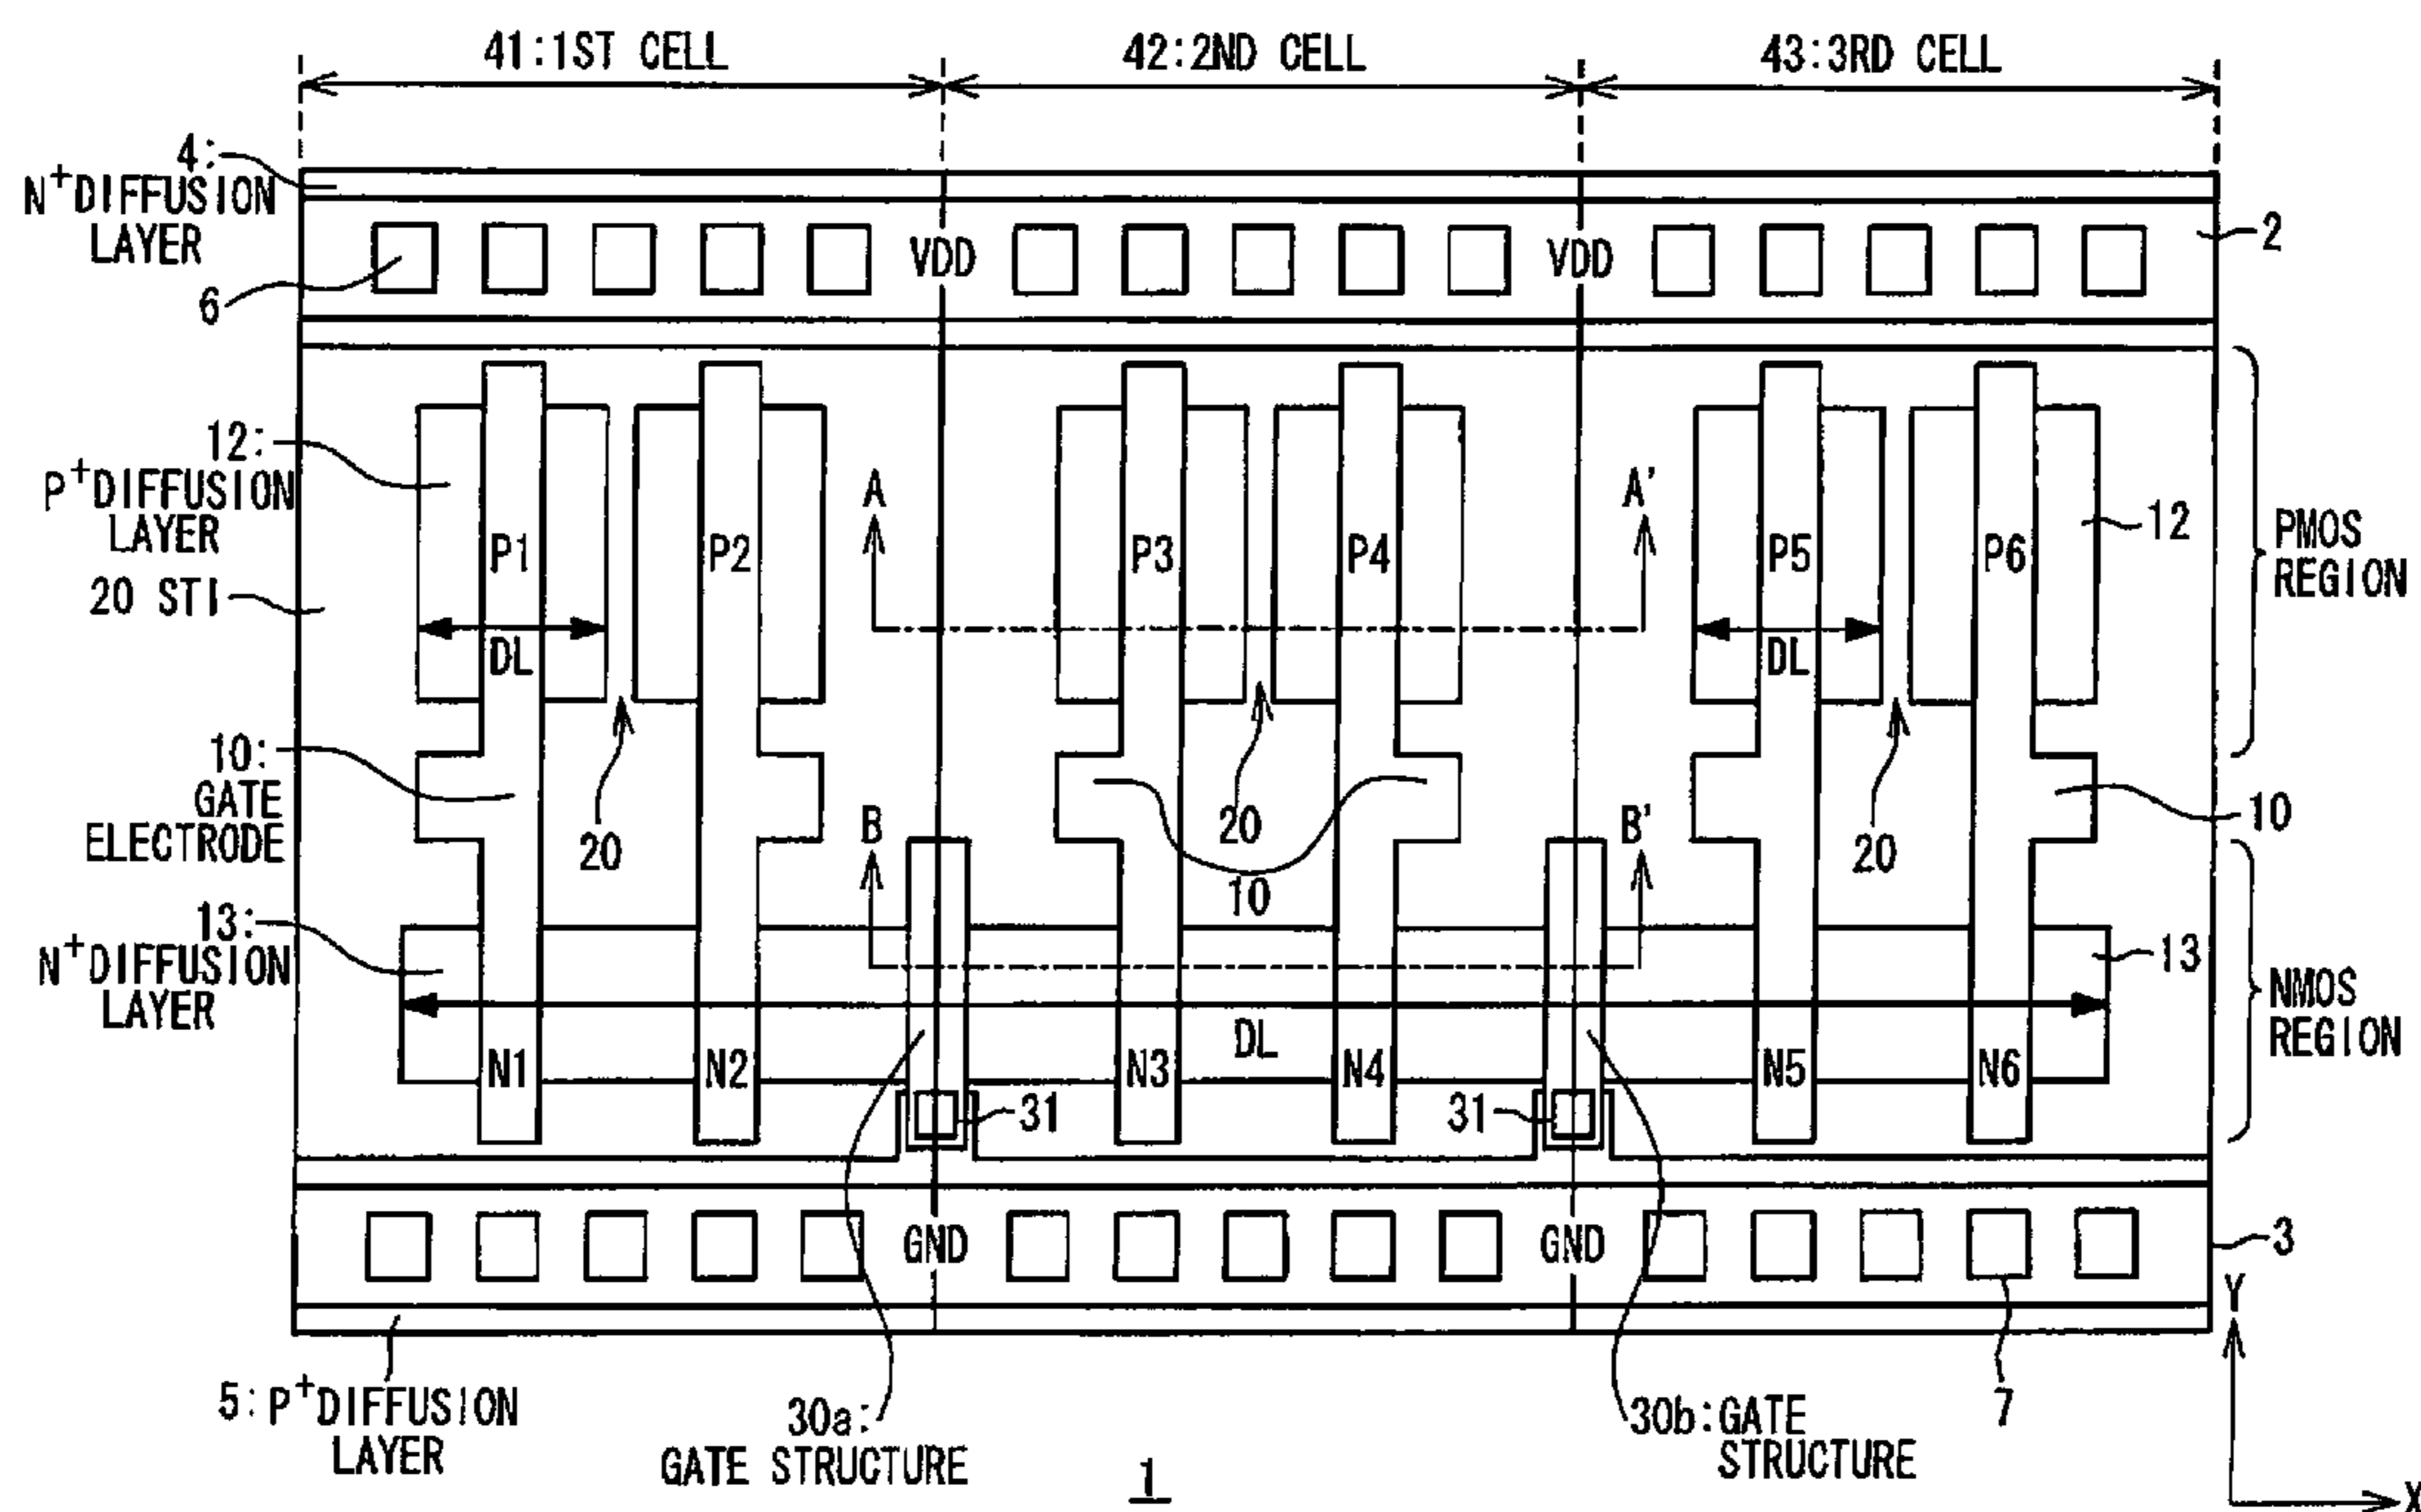 41:1ST CELL 42:2ND CELL 43:3RD CELL
4:
N+DIFFUSION
LAYER
VDD VDD
2
6
12:
P+DIFFUSION
LAYER
A A'
P1 P2 P3 P4 P5 P6
12
PMOS
REGION
20 STI
DL DL
10:
GATE
ELECTRODE
20 20 20
10
B B'
10
13:
N+DIFFUSION
LAYER
13
NMOS
REGION
DL
N1 N2 N3 N4 N5 N6
31 31
GND GND
3
Y
5:P+DIFFUSION
LAYER
30a:
GATE STRUCTURE
30b:GATE
STRUCTURE
7
1
X